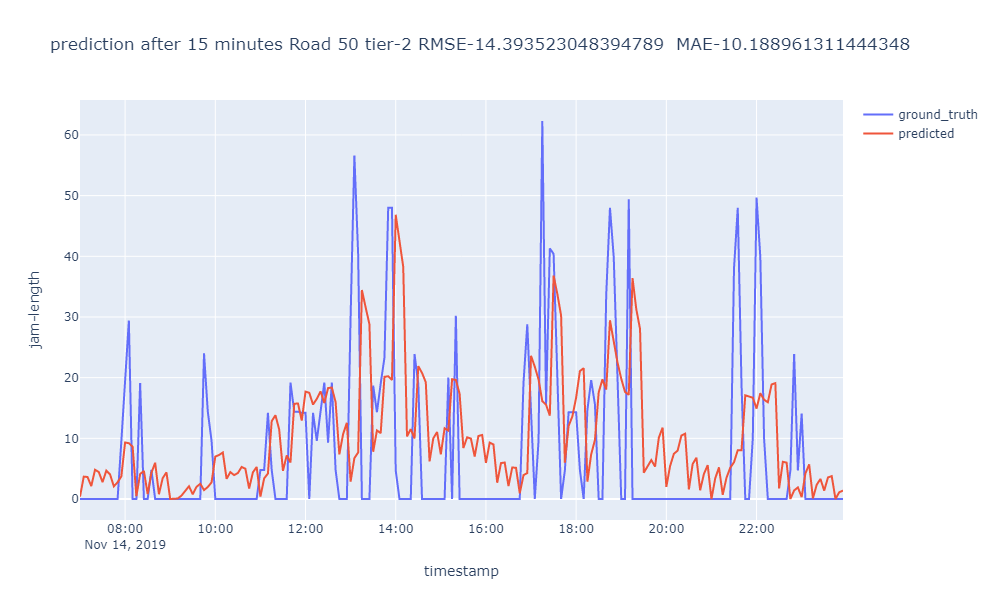 prediction after 15 minutes Road 50 tier-2 RMSE-14.393523048394789  MAE-10.188961311444348
ground_truth
predicted
60
50
40
30
20
10
0
jam-length
08:00 10:00 12:00 14:00 16:00 18:00 20:00 22:00
Nov 14, 2019
timestamp